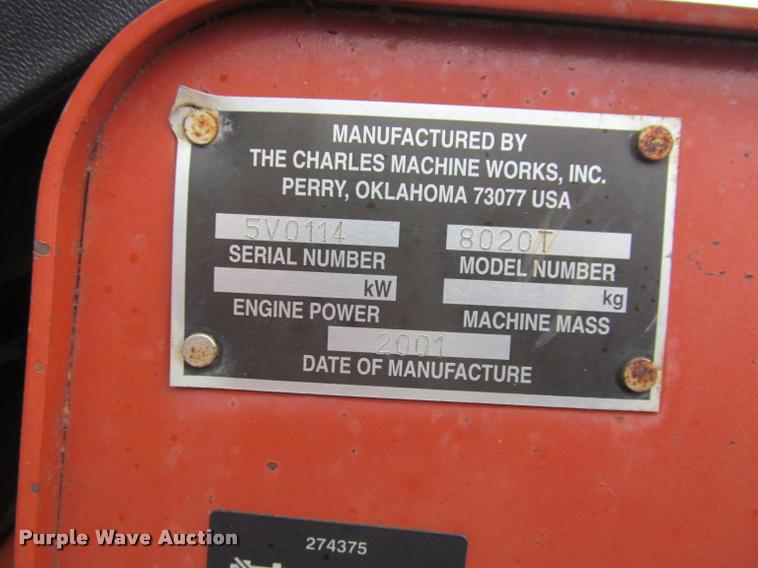 MANUFACTURED BY
THE CHARLES MACHINE WORKS, INC.
PERRY, OKLAHOMA 73077 USA
5V0114 8020T
SERIAL NUMBER MODEL NUMBER
kW kg
ENGINE POWER MACHINE MASS
2001
DATE OF MANUFACTURE
274375
Purple Wave Auction